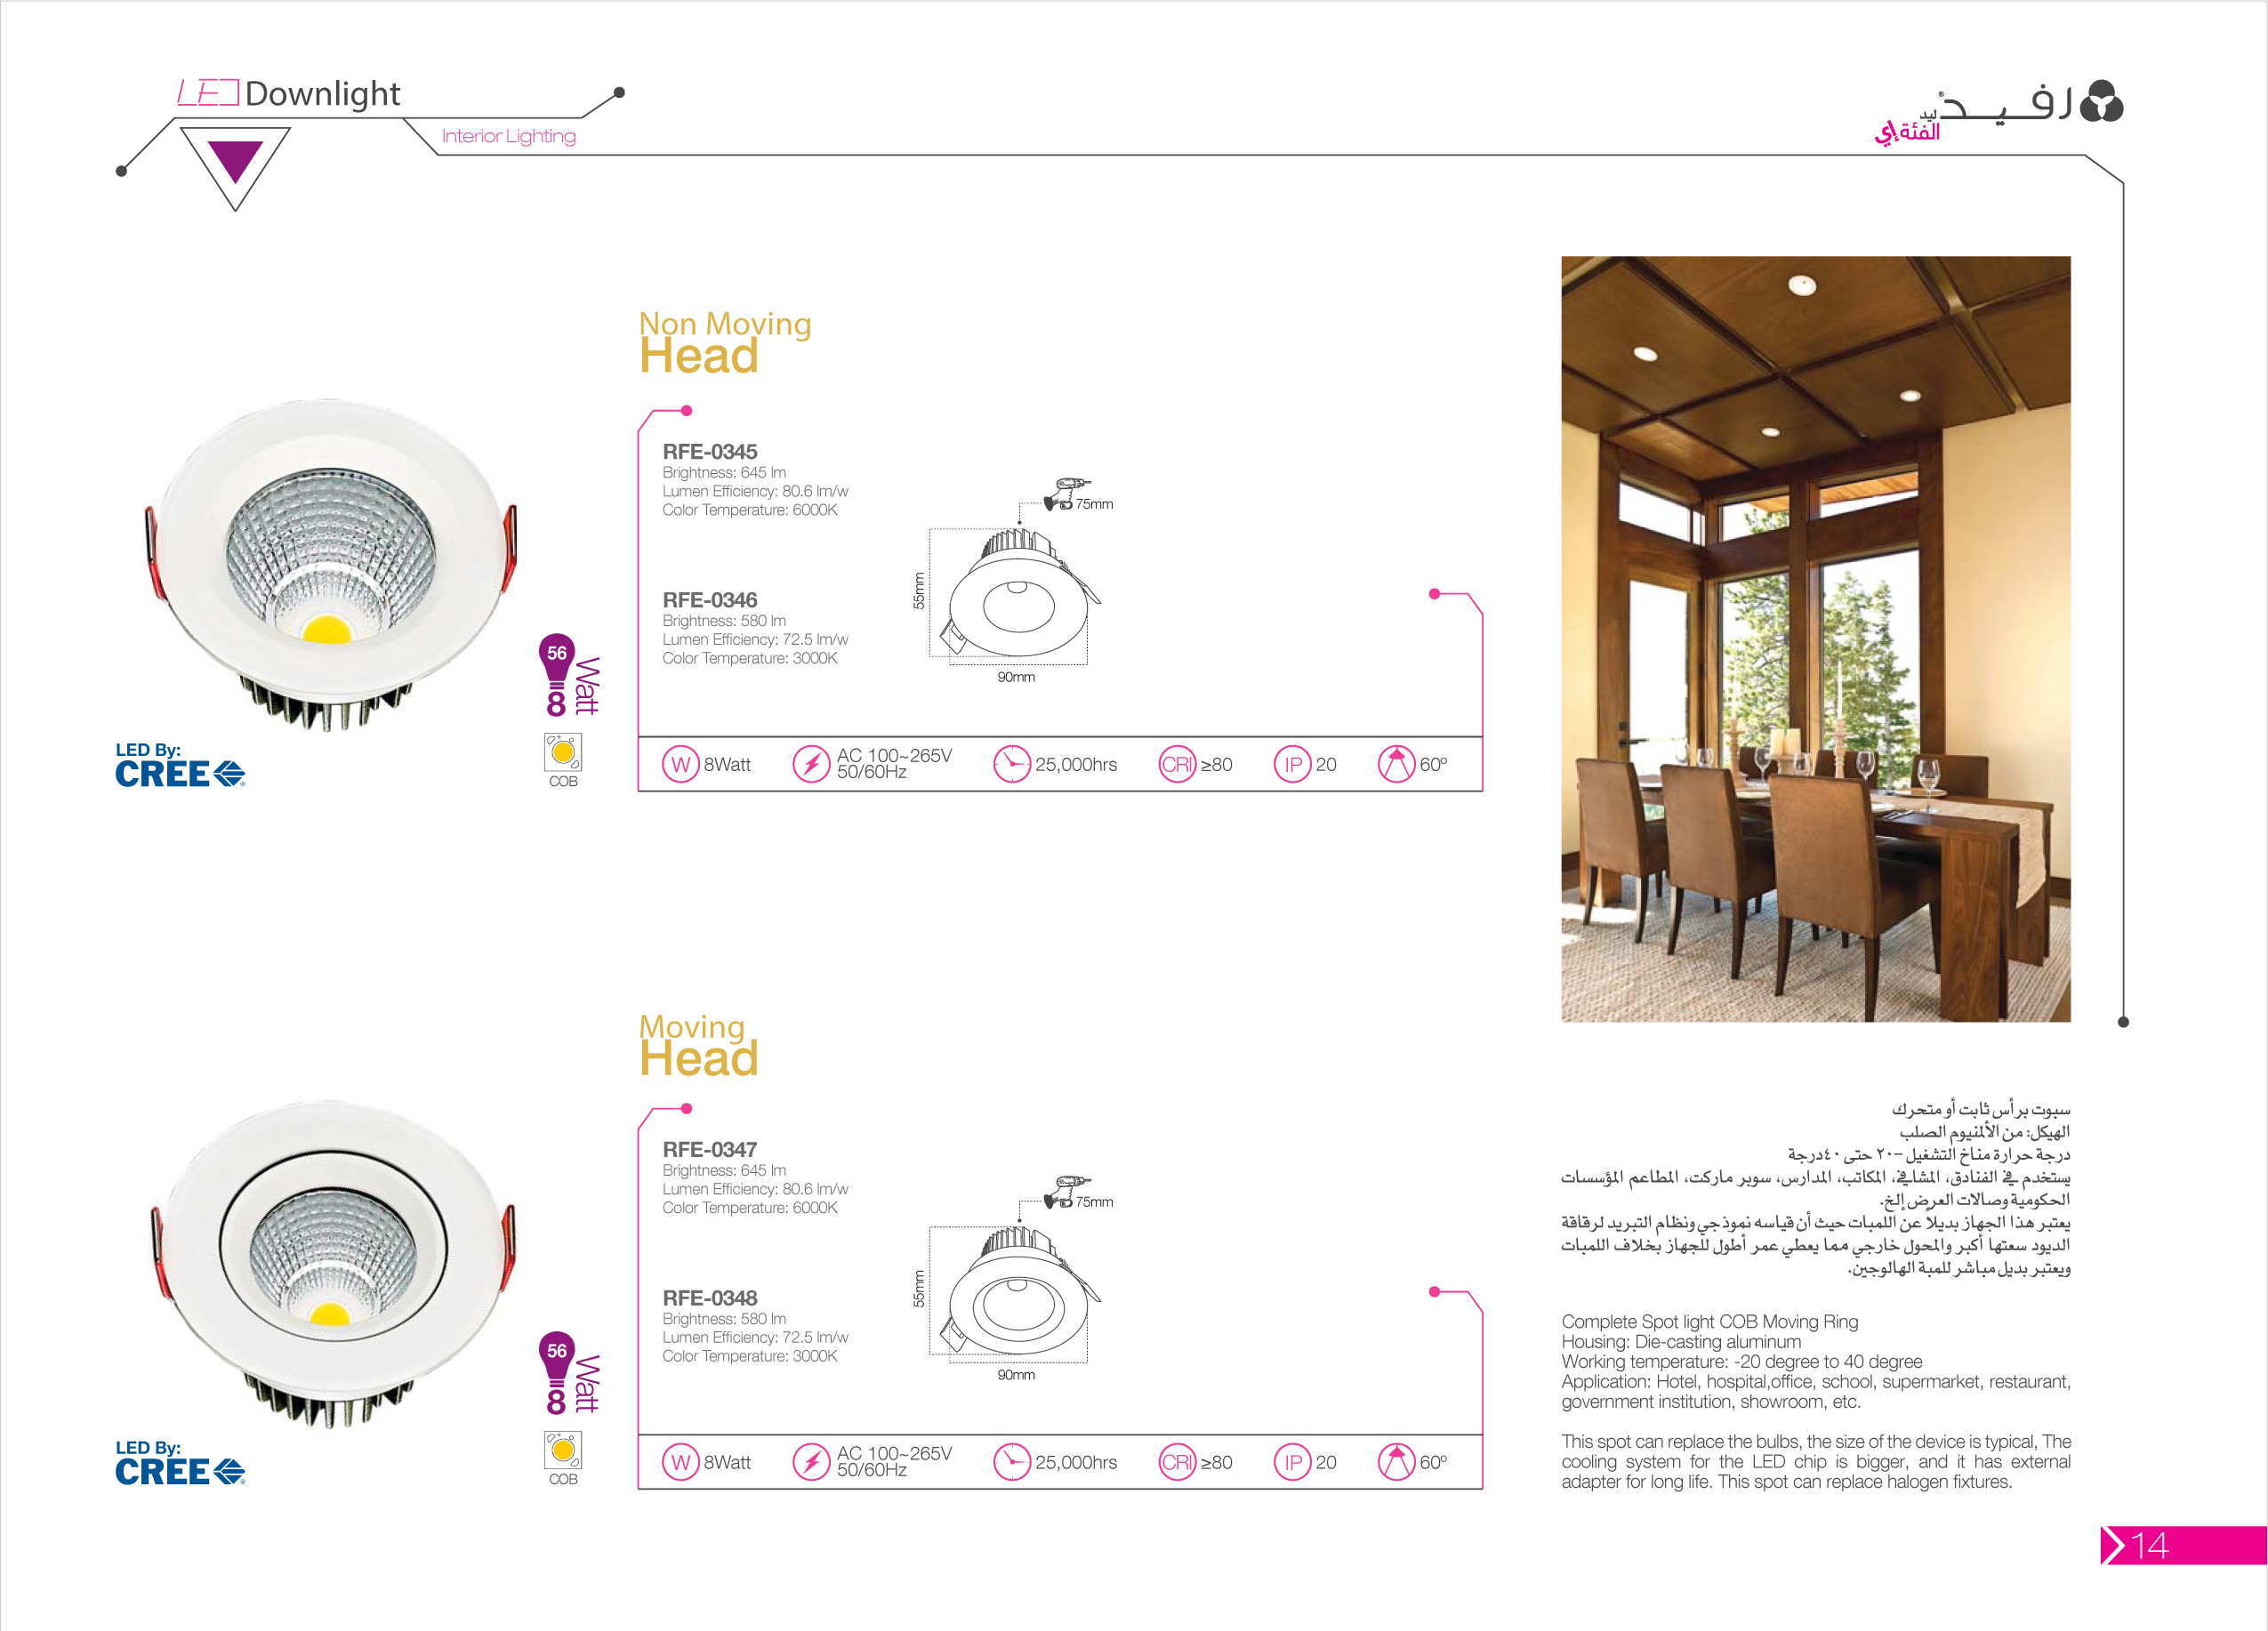 LED Downlight
Interior Lighting
رفيد®
ليد
الفئة إي
Non Moving
Head
RFE-0345
Brightness: 645 lm
Lumen Efficiency: 80.6 lm/w
Color Temperature: 6000K
RFE-0346
Brightness: 580 lm
Lumen Efficiency: 72.5 lm/w
Color Temperature: 3000K
75mm
55mm
90mm
56
8
Watt
COB
LED By:
CREE
W 8Watt
AC 100~265V
50/60Hz
25,000hrs
CRI ≥80
IP 20
60º
Moving
Head
RFE-0347
Brightness: 645 lm
Lumen Efficiency: 80.6 lm/w
Color Temperature: 6000K
RFE-0348
Brightness: 580 lm
Lumen Efficiency: 72.5 lm/w
Color Temperature: 3000K
75mm
55mm
90mm
56
8
Watt
COB
LED By:
CREE
W 8Watt
AC 100~265V
50/60Hz
25,000hrs
CRI ≥80
IP 20
60º
سبوت برأس ثابت أو متحرك
الهيكل: من الألمنيوم الصلب
درجة حرارة مناخ التشغيل -٢٠ حتى ٤٠درجة
يستخدم في الفنادق، المشافي، المكاتب، المدارس، سوبر ماركت، المطاعم المؤسسات
الحكومية وصالات العرض إلخ.
يعتبر هذا الجهاز بديلاً عن اللمبات حيث أن قياسه نموذجي ونظام التبريد لرقاقة
الديود سعتها أكبر والمحول خارجي مما يعطي عمر أطول للجهاز بخلاف اللمبات
ويعتبر بديل مباشر للمبة الهالوجين.
Complete Spot light COB Moving Ring
Housing: Die-casting aluminum
Working temperature: -20 degree to 40 degree
Application: Hotel, hospital,office, school, supermarket, restaurant,
government institution, showroom, etc.
This spot can replace the bulbs, the size of the device is typical, The
cooling system for the LED chip is bigger, and it has external
adapter for long life. This spot can replace halogen fixtures.
14